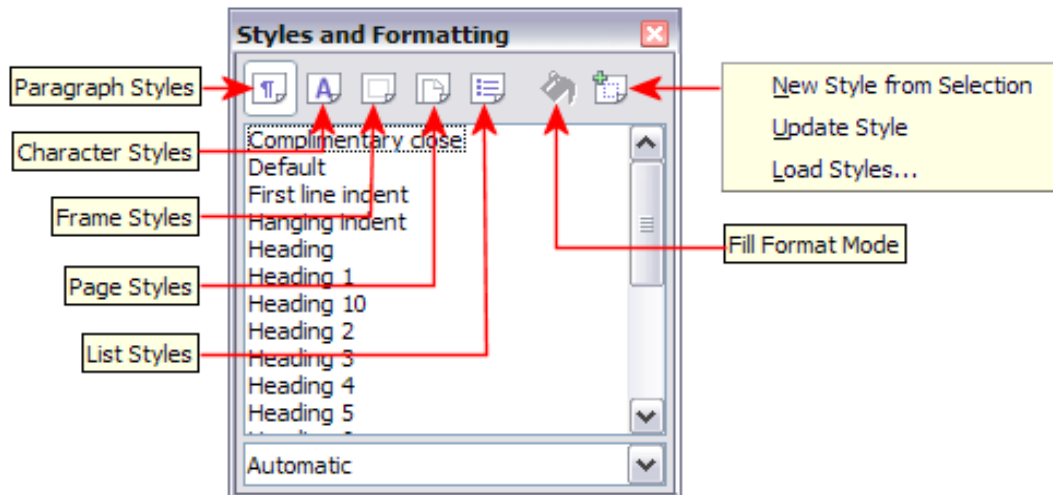 Styles and Formatting
Paragraph Styles
Character Styles
Frame Styles
Page Styles
List Styles
A
Complimentary close
Default
First line indent
Hanging indent
Heading
Heading 1
Heading 10
Heading 2
Heading 3
Heading 4
Heading 5
Automatic
New Style from Selection
Update Style
Load Styles...
Fill Format Mode